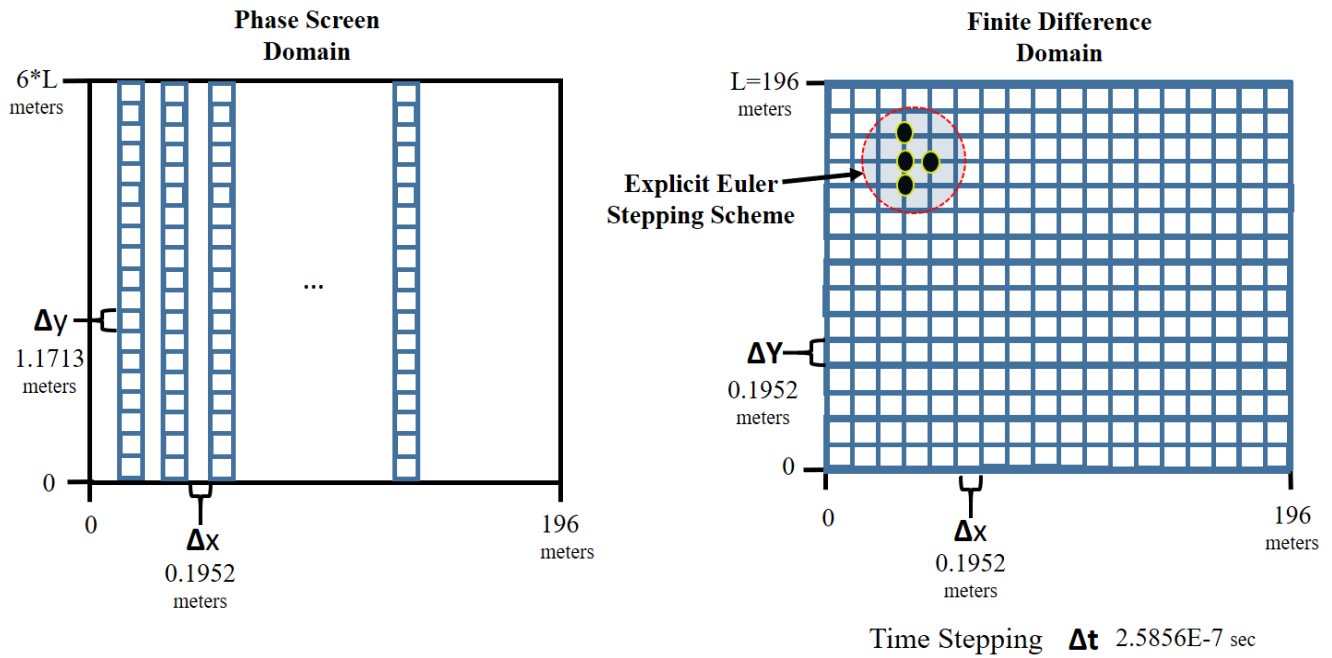 Phase Screen
Domain
6*L
meters
Δy
1.1713
meters
...
0
0
196
meters
Δx
0.1952
meters
Finite Difference
Domain
L=196
meters
Explicit Euler
Stepping Scheme
ΔY
0.1952
meters
0
0
196
meters
Δx
0.1952
meters
Time Stepping Δt 2.5856E-7 sec